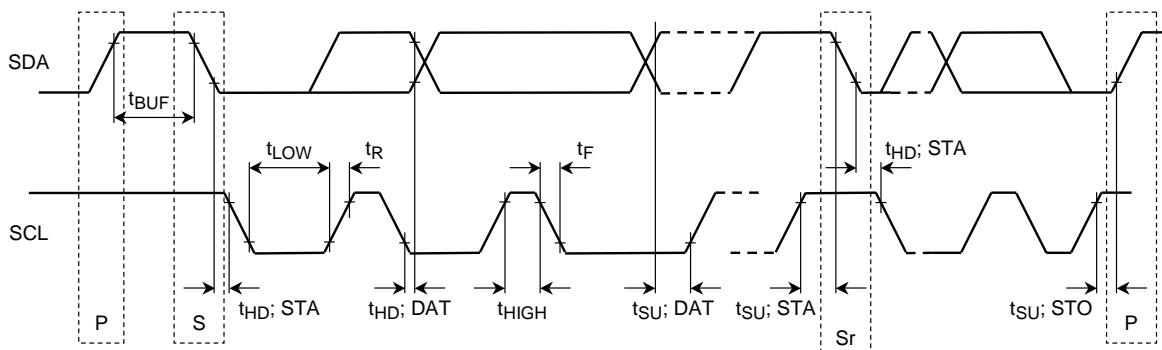 SDA
tBUF
tLOW
tR
tF
tHD; STA
SCL
tHD; STA
tHD; DAT
tHIGH
tSU; DAT
tSU; STA
tSU; STO
P
S
Sr
P